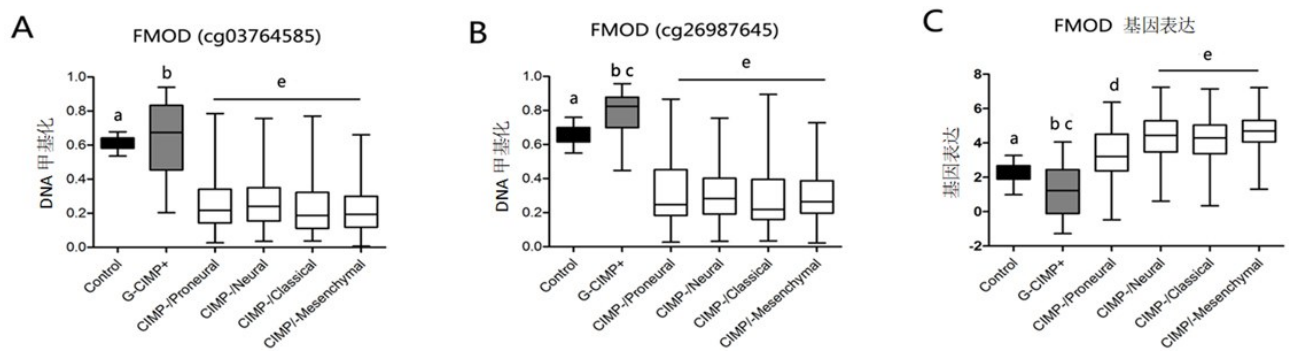 A
FMOD (cg03764585)
DNA 甲基化
1.0
0.8
0.6
0.4
0.2
0.0
a
b
e
Control
G-CIMP+
CIMP-/Proneural
CIMP-/Neural
CIMP-/Classical
CIMP/-Mesenchymal
B
FMOD (cg26987645)
DNA 甲基化
1.0
0.8
0.6
0.4
0.2
0.0
a
b c
e
Control
G-CIMP+
CIMP-/Proneural
CIMP-/Neural
CIMP-/Classical
CIMP/-Mesenchymal
C
FMOD 基因表达
基因表达
8
6
4
2
0
-2
a
b c
d
e
Control
G-CIMP+
CIMP-/Proneural
CIMP-/Neural
CIMP-/Classical
CIMP/-Mesenchymal